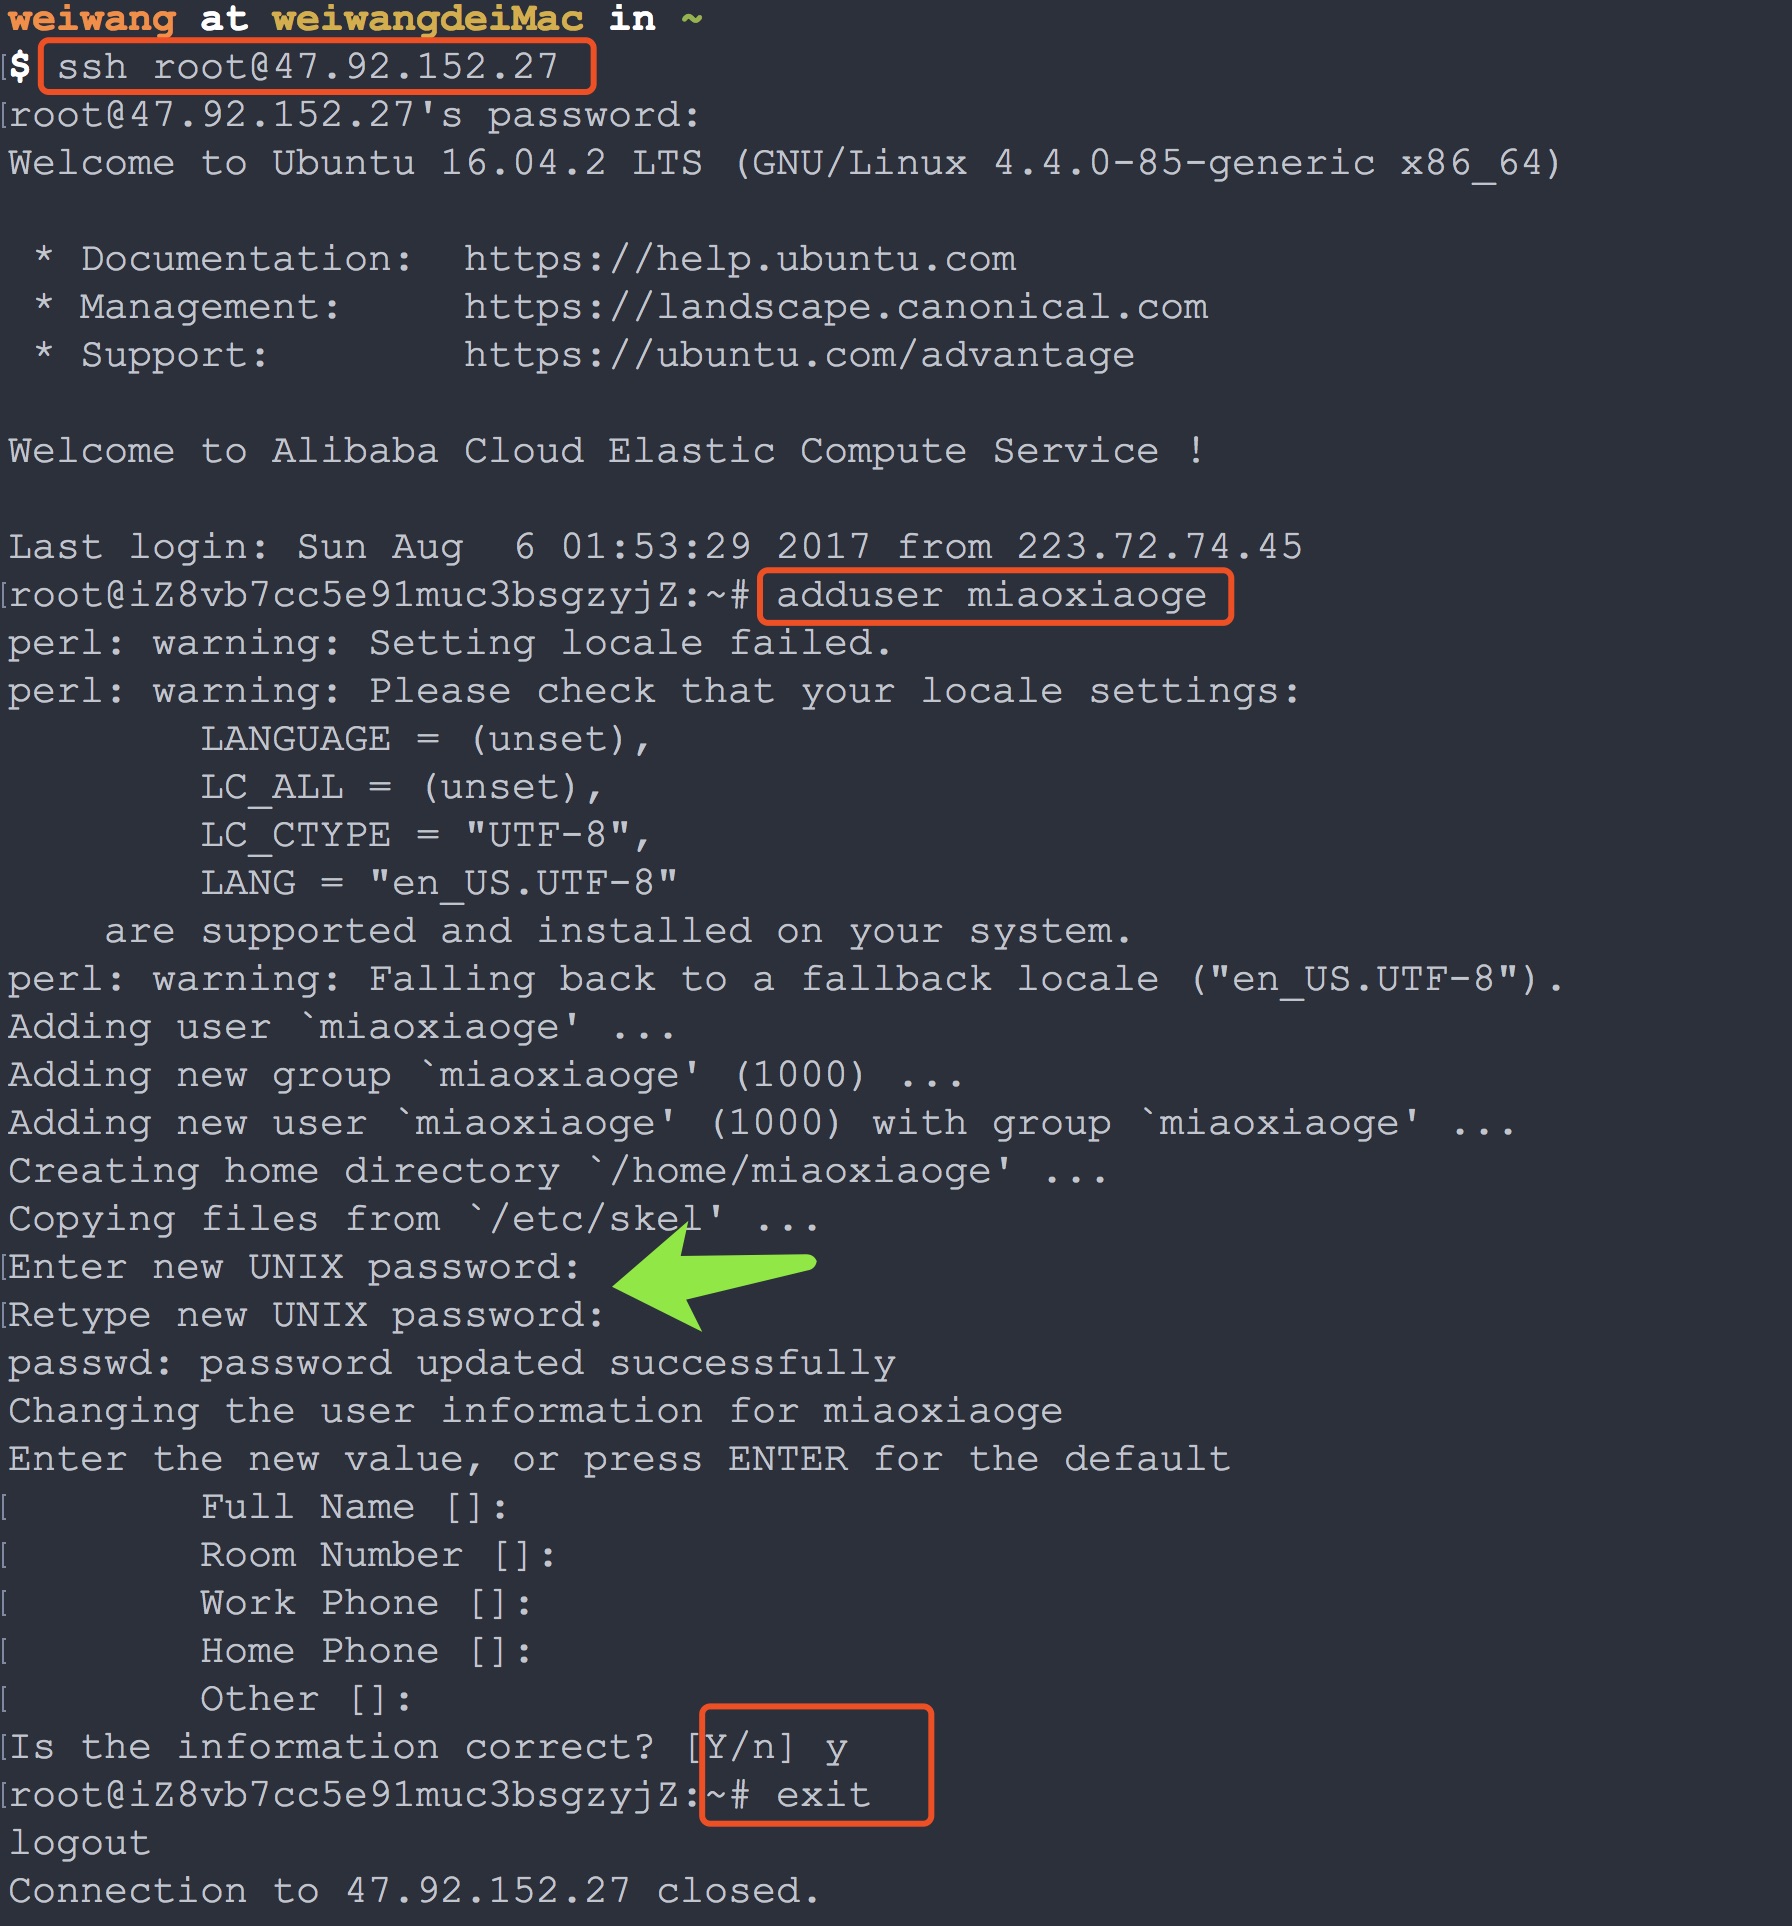 weiwang at weiwangdeiMac in ~
[$ ssh root@47.92.152.27
[root@47.92.152.27's password:
Welcome to Ubuntu 16.04.2 LTS (GNU/Linux 4.4.0-85-generic x86_64)
* Documentation:  https://help.ubuntu.com
* Management:     https://landscape.canonical.com
* Support:        https://ubuntu.com/advantage
Welcome to Alibaba Cloud Elastic Compute Service !
Last login: Sun Aug  6 01:53:29 2017 from 223.72.74.45
[root@iZ8vb7cc5e91muc3bsgzyjZ:~# adduser miaoxiaoge
perl: warning: Setting locale failed.
perl: warning: Please check that your locale settings:
LANGUAGE = (unset),
LC_ALL = (unset),
LC_CTYPE = "UTF-8",
LANG = "en_US.UTF-8"
are supported and installed on your system.
perl: warning: Falling back to a fallback locale ("en_US.UTF-8").
Adding user `miaoxiaoge' ...
Adding new group `miaoxiaoge' (1000) ...
Adding new user `miaoxiaoge' (1000) with group `miaoxiaoge' ...
Creating home directory `/home/miaoxiaoge' ...
Copying files from `/etc/skel' ...
[Enter new UNIX password:
[Retype new UNIX password:
passwd: password updated successfully
Changing the user information for miaoxiaoge
Enter the new value, or press ENTER for the default
[       Full Name []:
[       Room Number []:
[       Work Phone []:
[       Home Phone []:
[       Other []:
[Is the information correct? [Y/n] y
[root@iZ8vb7cc5e91muc3bsgzyjZ:~# exit
logout
Connection to 47.92.152.27 closed.